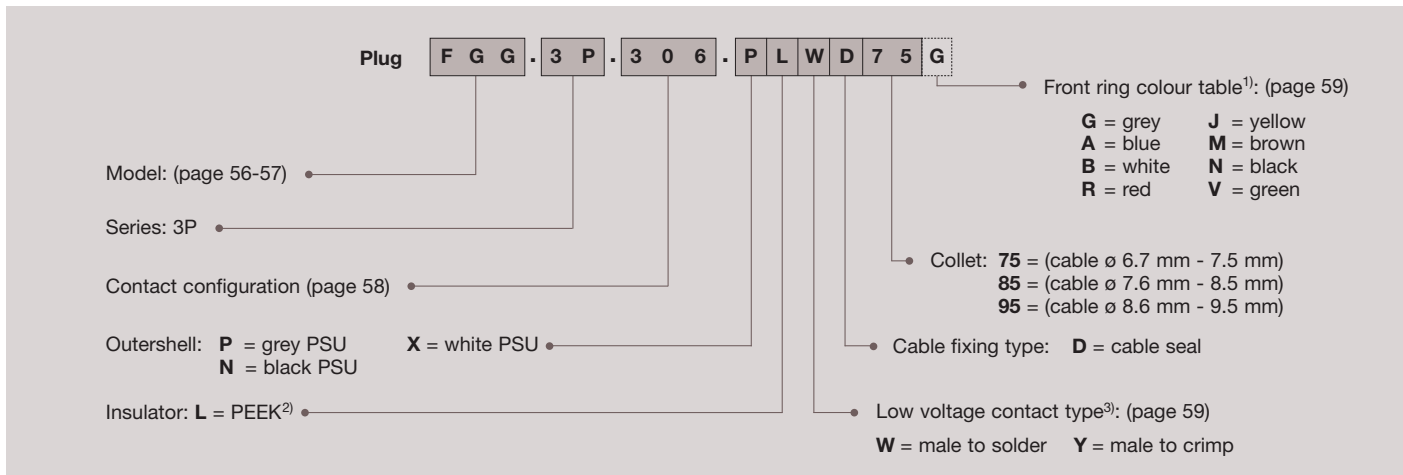 Plug F G G . 3 P . 3 0 6 . P L W D 7 5 G
Front ring colour table1): (page 59)
G = grey J = yellow
A = blue M = brown
B = white N = black
R = red V = green
Model: (page 56-57)
Series: 3P
Collet: 75 = (cable ø 6.7 mm - 7.5 mm)
85 = (cable ø 7.6 mm - 8.5 mm)
95 = (cable ø 8.6 mm - 9.5 mm)
Contact configuration (page 58)
Outershell: P = grey PSU X = white PSU
N = black PSU
Cable fixing type: D = cable seal
Insulator: L = PEEK2)
Low voltage contact type3): (page 59)
W = male to solder Y = male to crimp